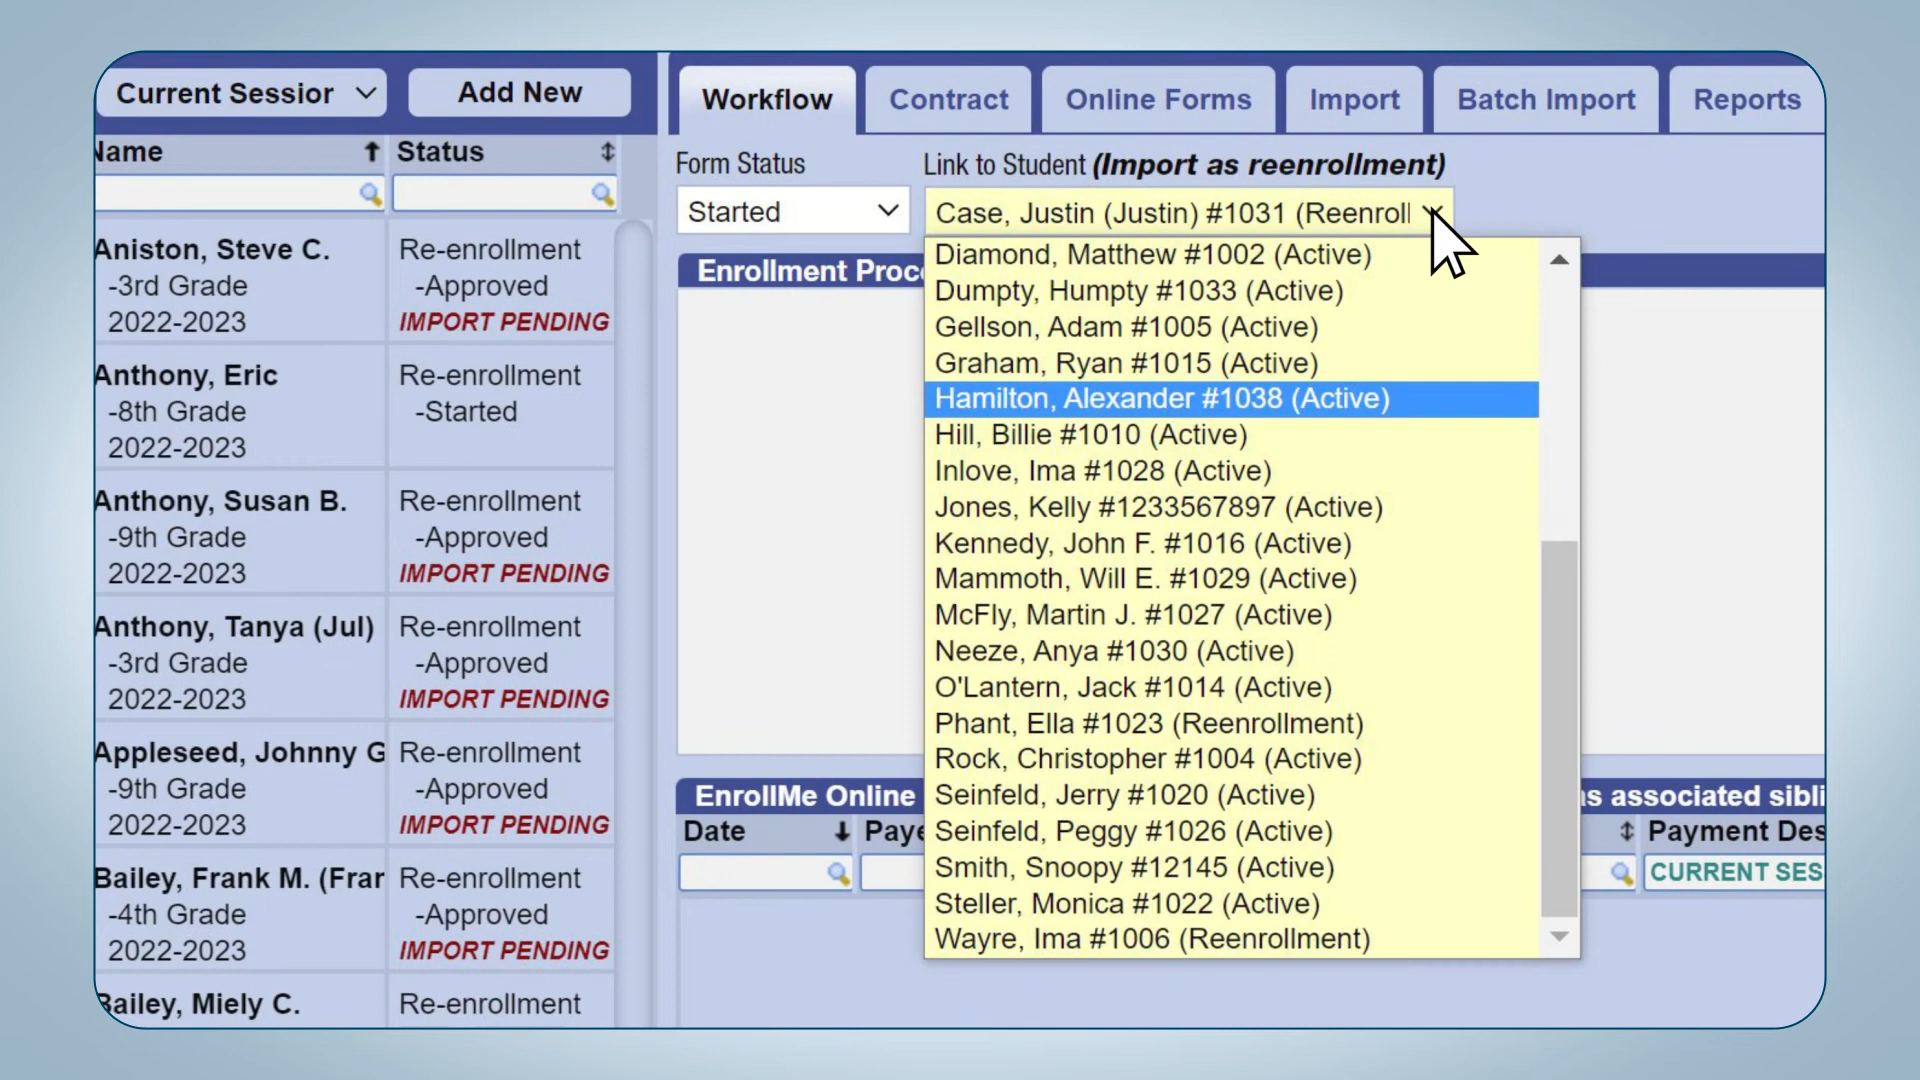 Current Session
Add New
Workflow
Contract
Online Forms
Import
Batch Import
Reports
Name
Status
Form Status
Link to Student (Import as reenrollment)
Started
Case, Justin (Justin) #1031 (Reenroll
Aniston, Steve C.
-3rd Grade
2022-2023
Re-enrollment
-Approved
IMPORT PENDING
Anthony, Eric
-8th Grade
2022-2023
Re-enrollment
-Started
Anthony, Susan B.
-9th Grade
2022-2023
Re-enrollment
-Approved
IMPORT PENDING
Anthony, Tanya (Jul)
-3rd Grade
2022-2023
Re-enrollment
-Approved
IMPORT PENDING
Appleseed, Johnny G
-9th Grade
2022-2023
Re-enrollment
-Approved
IMPORT PENDING
Bailey, Frank M. (Frar
-4th Grade
2022-2023
Re-enrollment
-Approved
IMPORT PENDING
Bailey, Miely C.
Re-enrollment
Enrollment Proc
Diamond, Matthew #1002 (Active)
Dumpty, Humpty #1033 (Active)
Gellson, Adam #1005 (Active)
Graham, Ryan #1015 (Active)
Hamilton, Alexander #1038 (Active)
Hill, Billie #1010 (Active)
Inlove, Ima #1028 (Active)
Jones, Kelly #1233567897 (Active)
Kennedy, John F. #1016 (Active)
Mammoth, Will E. #1029 (Active)
McFly, Martin J. #1027 (Active)
Neeze, Anya #1030 (Active)
O'Lantern, Jack #1014 (Active)
Phant, Ella #1023 (Reenrollment)
Rock, Christopher #1004 (Active)
Seinfeld, Jerry #1020 (Active)
Seinfeld, Peggy #1026 (Active)
Smith, Snoopy #12145 (Active)
Steller, Monica #1022 (Active)
Wayre, Ima #1006 (Reenrollment)
EnrollMe Online
s associated sibli
Date
Paye
Payment Des
CURRENT SES